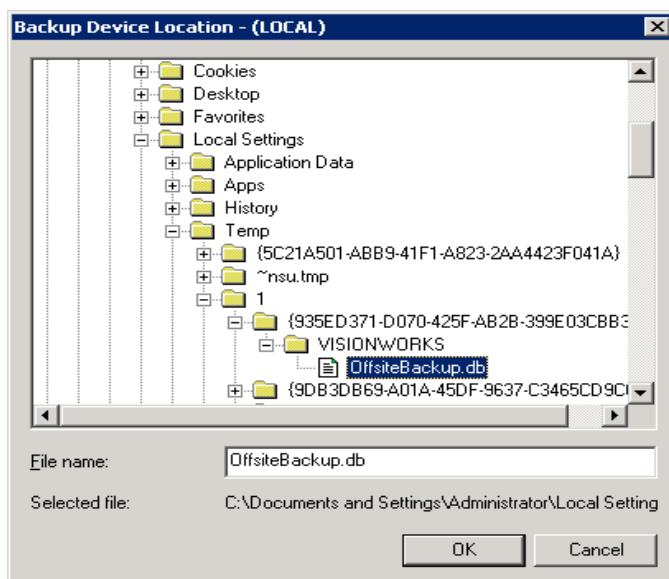 Backup Device Location - (LOCAL)
Cookies
Desktop
Favorites
Local Settings
Application Data
Apps
History
Temp
{5C21A501-ABB9-41F1-A823-2AA4423F041A}
~nsu.tmp
1
{935ED371-D070-425F-AB2B-399E03CBB3
VISIONWORKS
OffsiteBackup.db
{9DB3DB69-A01A-45DF-9637-C3465CD9C
File name:
OffsiteBackup.db
Selected file:
C:\Documents and Settings\Administrator\Local Setting
OK
Cancel